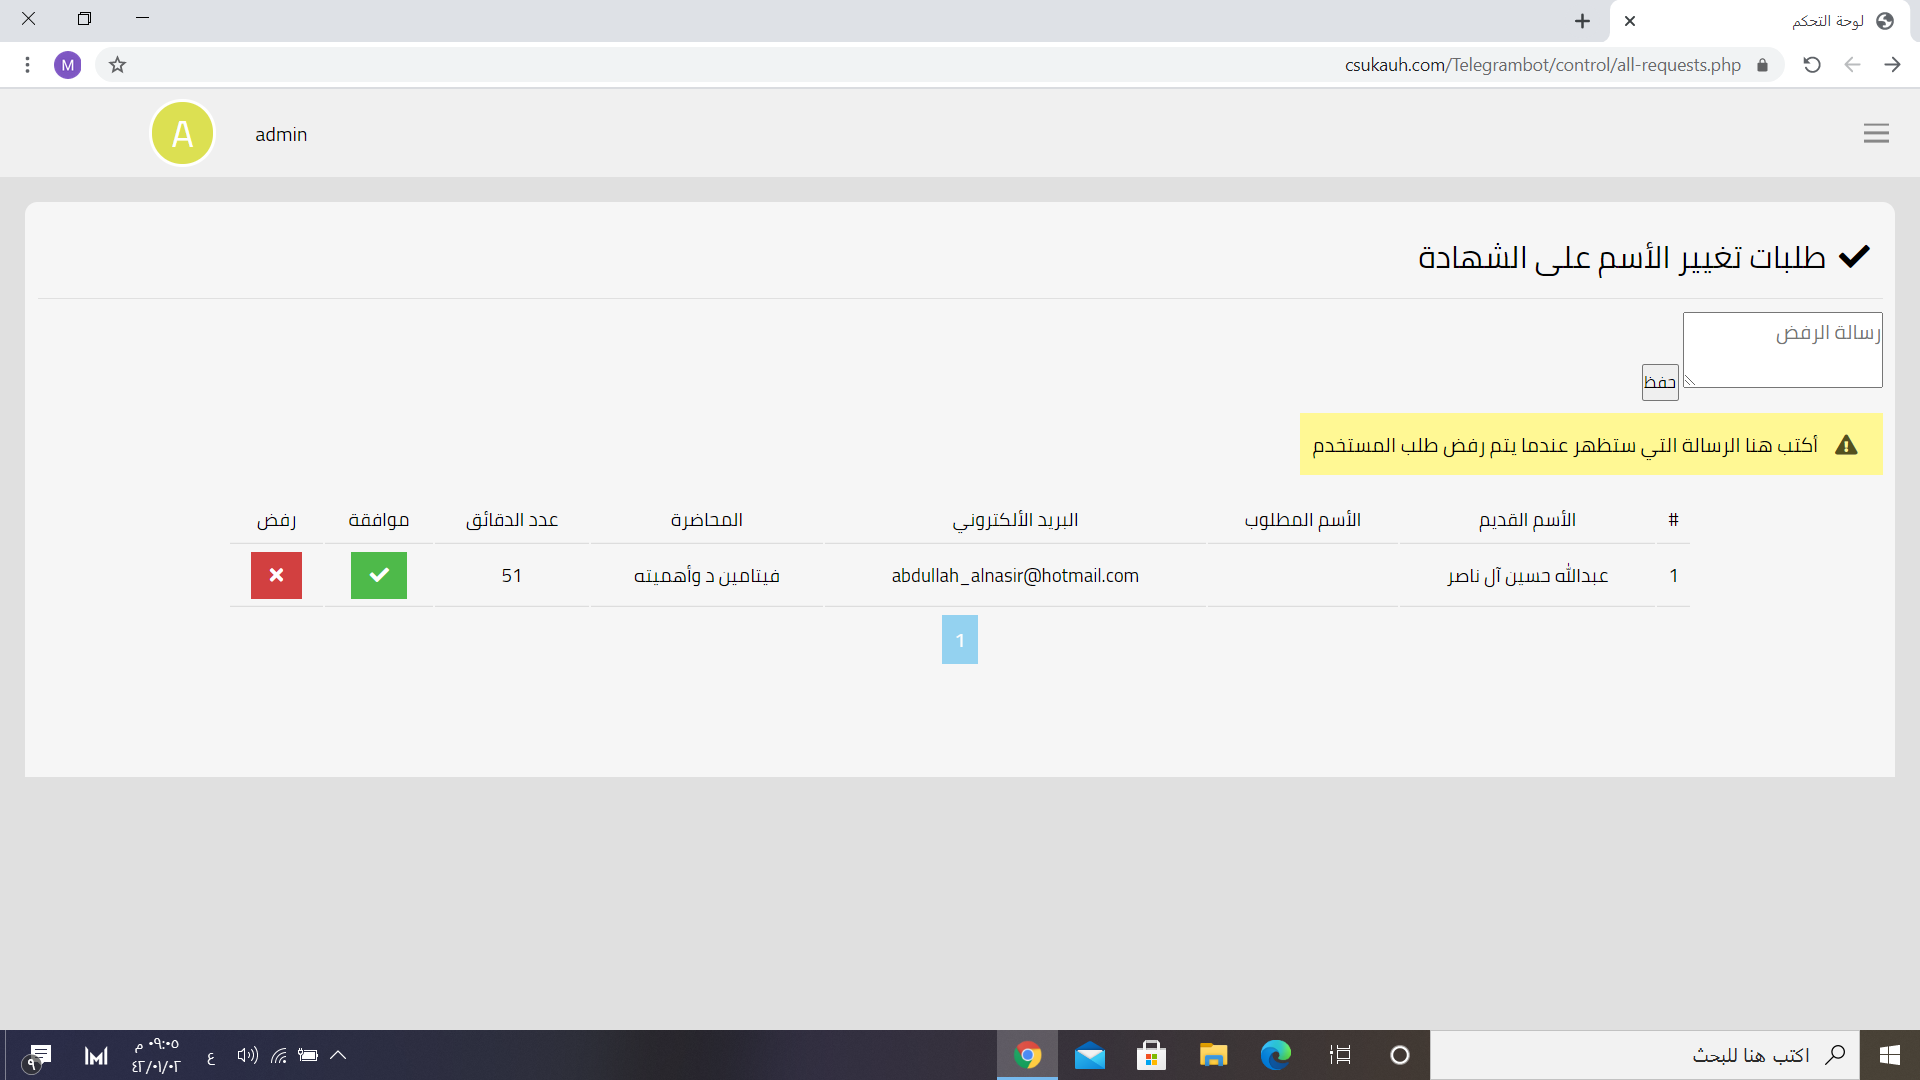 لوحة التحكم
csukauh.com/Telegrambot/control/all-requests.php
M
A
admin
طلبات تغيير الأسم على الشهادة
رسالة الرفض
حفظ
أكتب هنا الرسالة التي ستظهر عندما يتم رفض طلب المستخدم
# الأسم القديم الأسم المطلوب البريد الألكتروني المحاضرة عدد الدقائق موافقة رفض
1 عبدالله حسين آل ناصر abdullah_alnasir@hotmail.com فيتامين د وأهميته 51
1
اكتب هنا للبحث
ع
٠٩:٠٥ م
٤٢/٠١/٠٢
٩